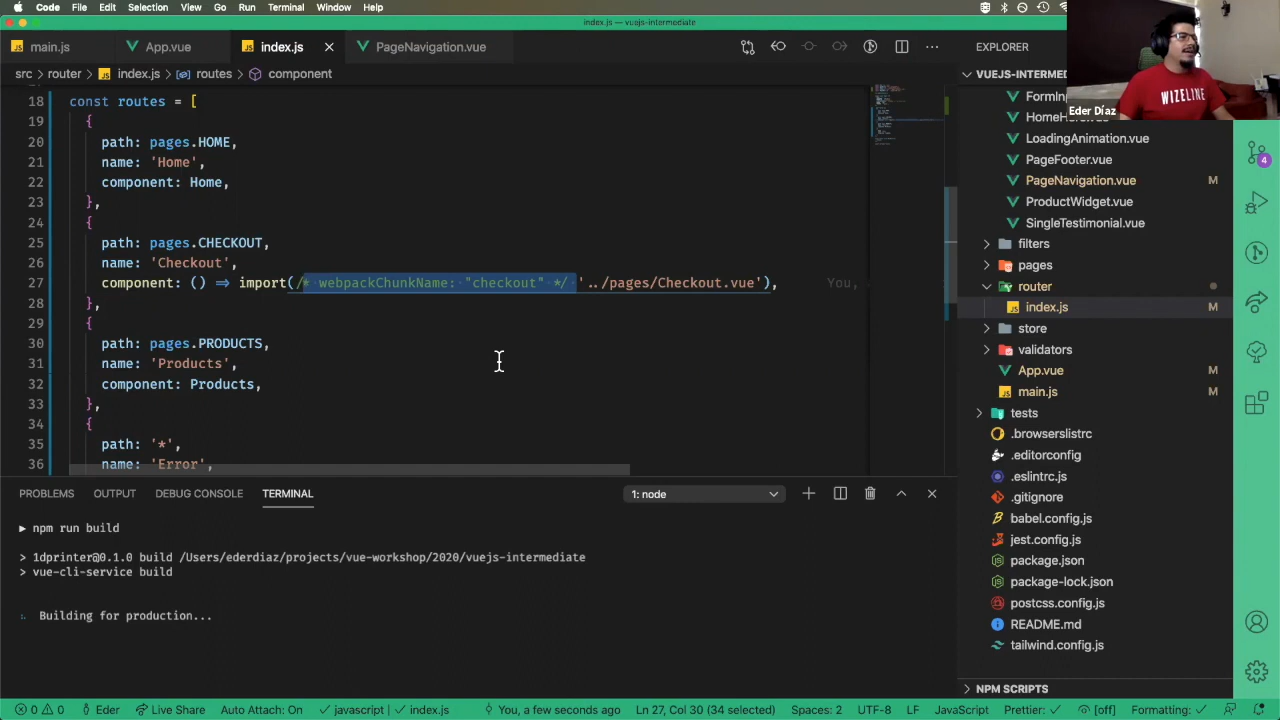 Code File Edit Selection View Go Run Terminal Window Help
index.js — vuejs-intermediate
main.js App.vue index.js PageNavigation.vue
EXPLORER
src router index.js routes component
18 const routes = [
19 {
20 path: pages.HOME,
21 name: 'Home',
22 component: Home,
23 },
24 {
25 path: pages.CHECKOUT,
26 name: 'Checkout',
27 component: () => import(/* webpackChunkName: "checkout" */ '../pages/Checkout.vue'), You,
28 },
29 {
30 path: pages.PRODUCTS,
31 name: 'Products',
32 component: Products,
33 },
34 {
35 path: '*',
36 name: 'Error',
PROBLEMS OUTPUT DEBUG CONSOLE TERMINAL
1: node
npm run build
> 1dprinter@0.1.0 build /Users/ederdiaz/projects/vue-workshop/2020/vuejs-intermediate
> vue-cli-service build
Building for production...
WIZELINE
Eder Díaz
VUEJS-INTERMED
HomeH
LoadingAnimation.vue
PageFooter.vue
PageNavigation.vue M
ProductWidget.vue
SingleTestimonial.vue
filters
pages
router
index.js M
store
validators
App.vue M
main.js M
tests
.browserslistrc
.editorconfig
.eslintrc.js
.gitignore
babel.config.js
jest.config.js
package.json
package-lock.json
postcss.config.js
README.md
tailwind.config.js
NPM SCRIPTS
4
0 0 Eder Live Share Auto Attach: On javascript index.js You, a few seconds ago Ln 27, Col 30 (34 selected) Spaces: 2 UTF-8 LF JavaScript Prettier: [off] Formatting: